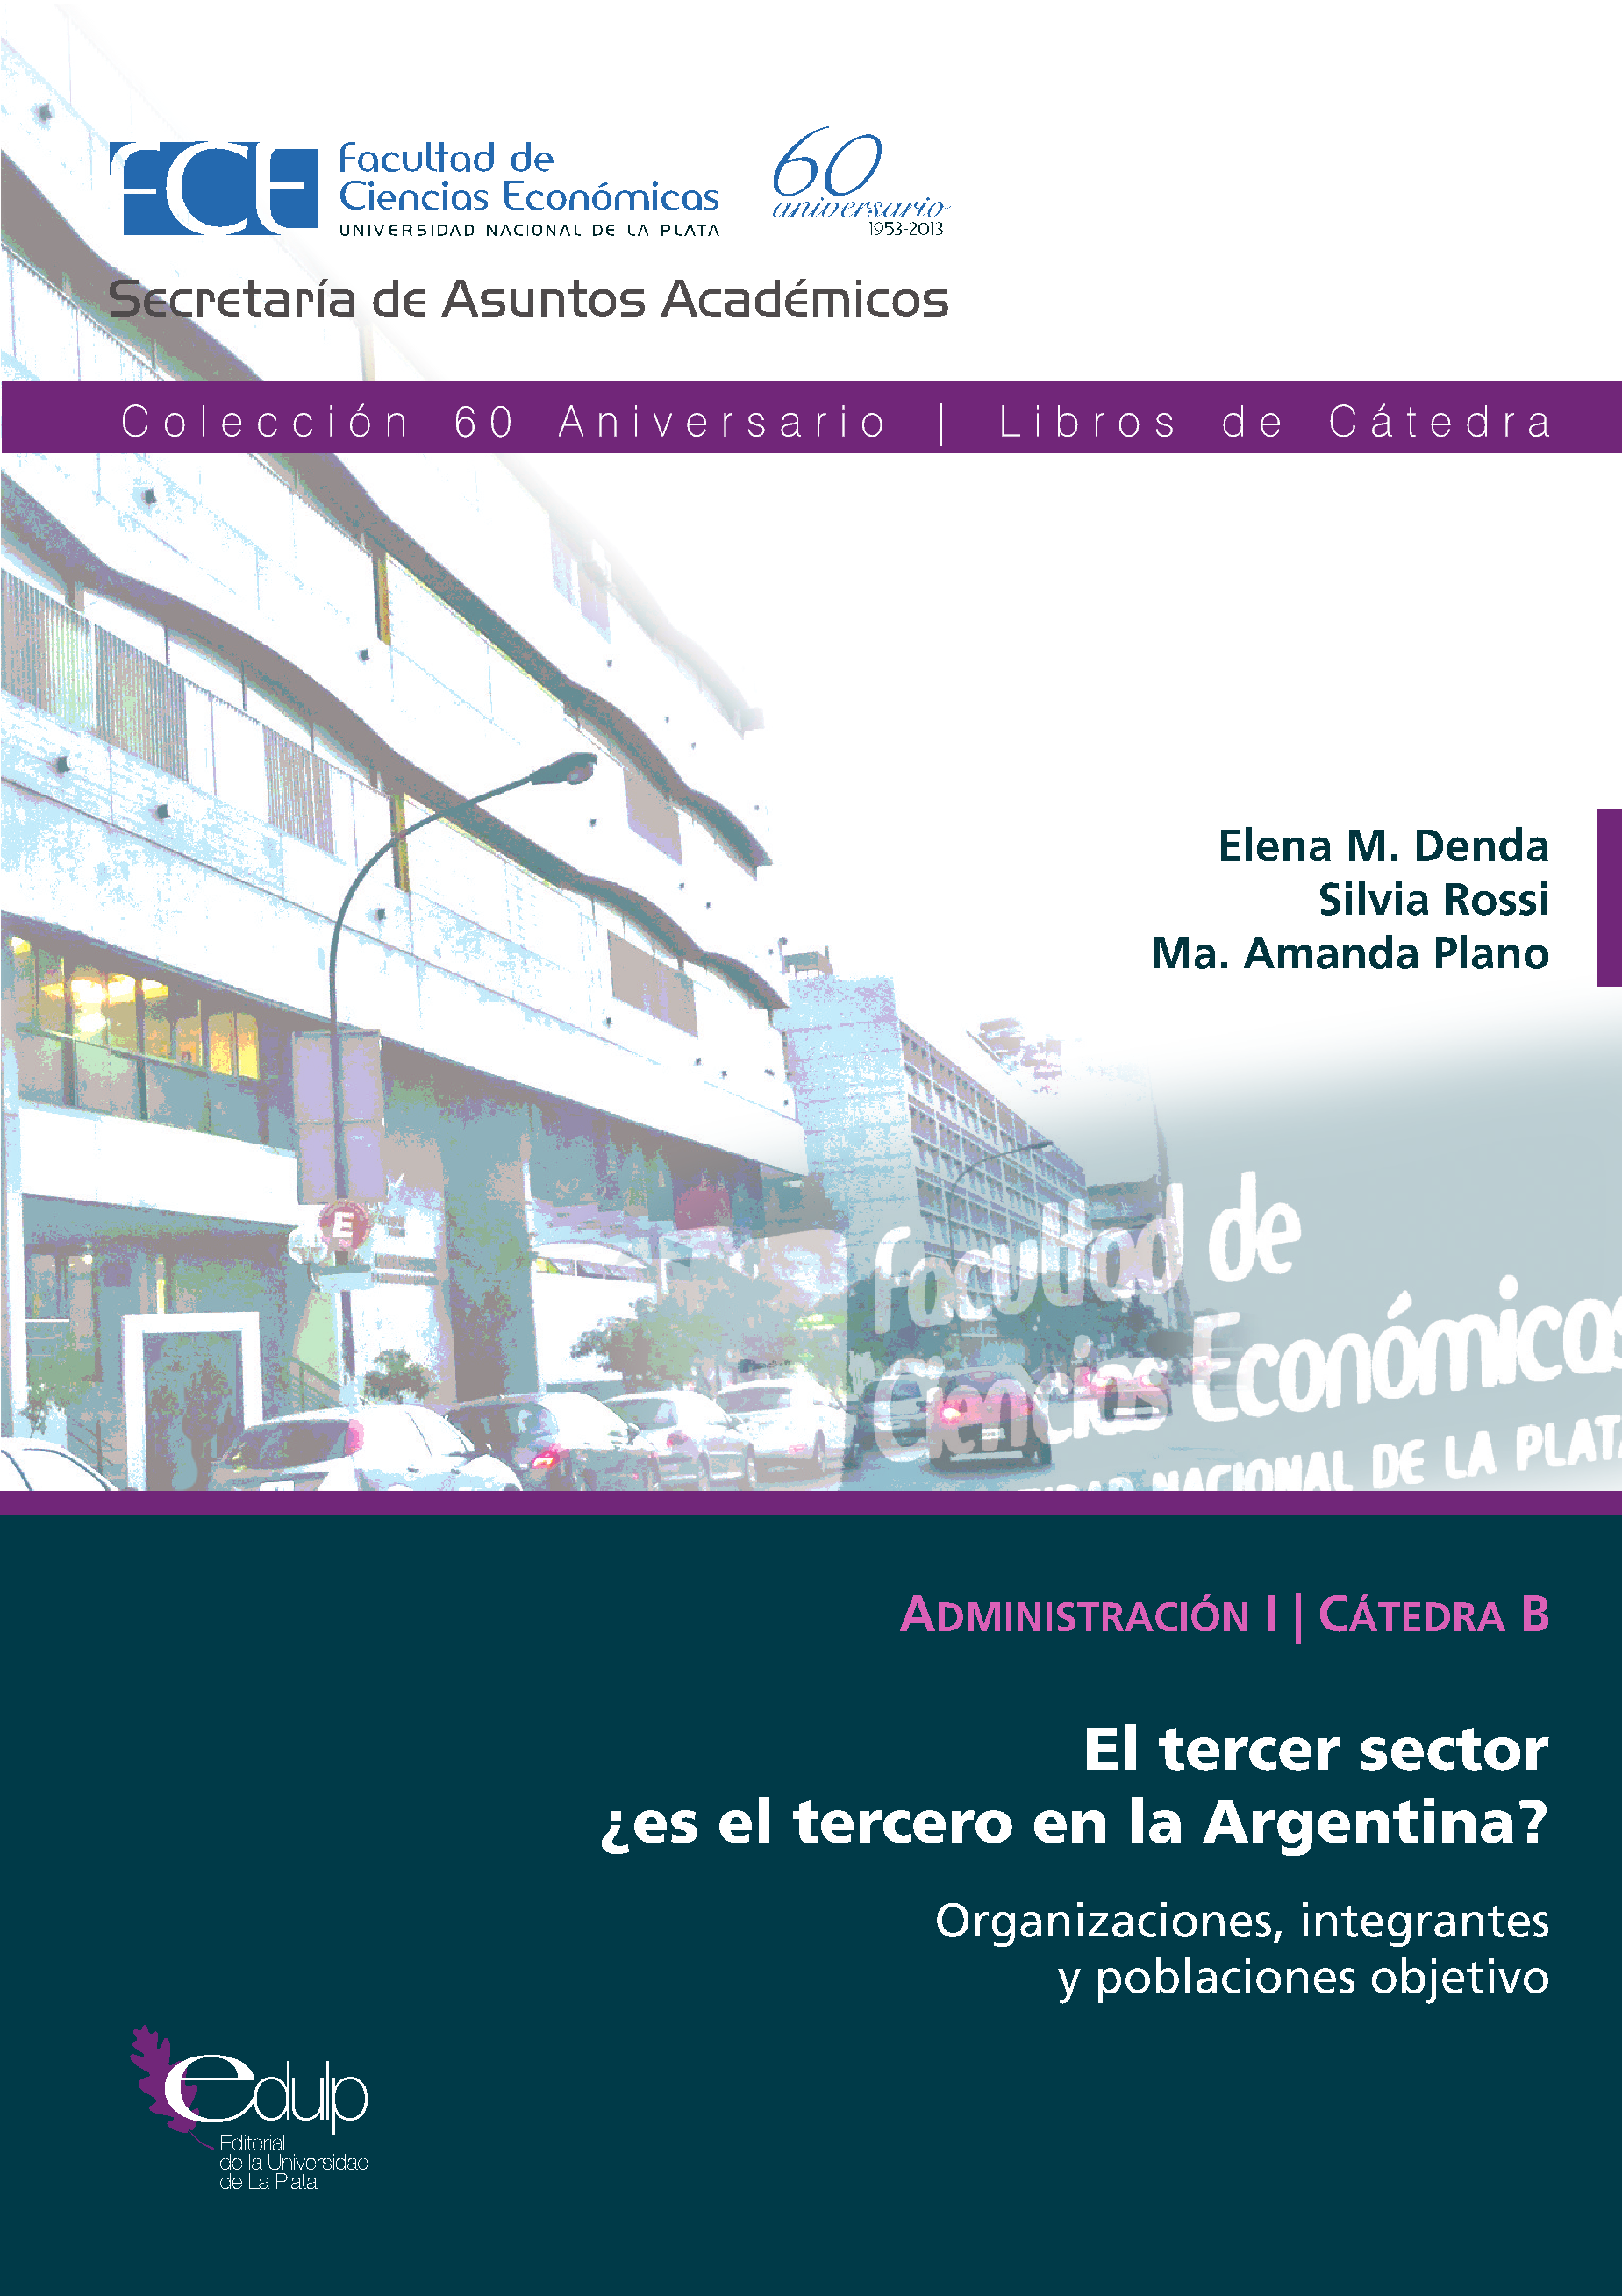 FCE
Facultad de
Ciencias Económicas
UNIVERSIDAD NACIONAL DE LA PLATA
60
aniversario
1953-2013
Secretaría de Asuntos Académicos
Colección 60 Aniversario | Libros de Cátedra
Elena M. Denda
Silvia Rossi
Ma. Amanda Plano
E
Facultad de
Ciencias Económicas
NACIONAL DE LA PLAT
ADMINISTRACIÓN I | CÁTEDRA B
El tercer sector
¿es el tercero en la Argentina?
Organizaciones, integrantes
y poblaciones objetivo
edulp
Editorial
de la Universidad
de La Plata